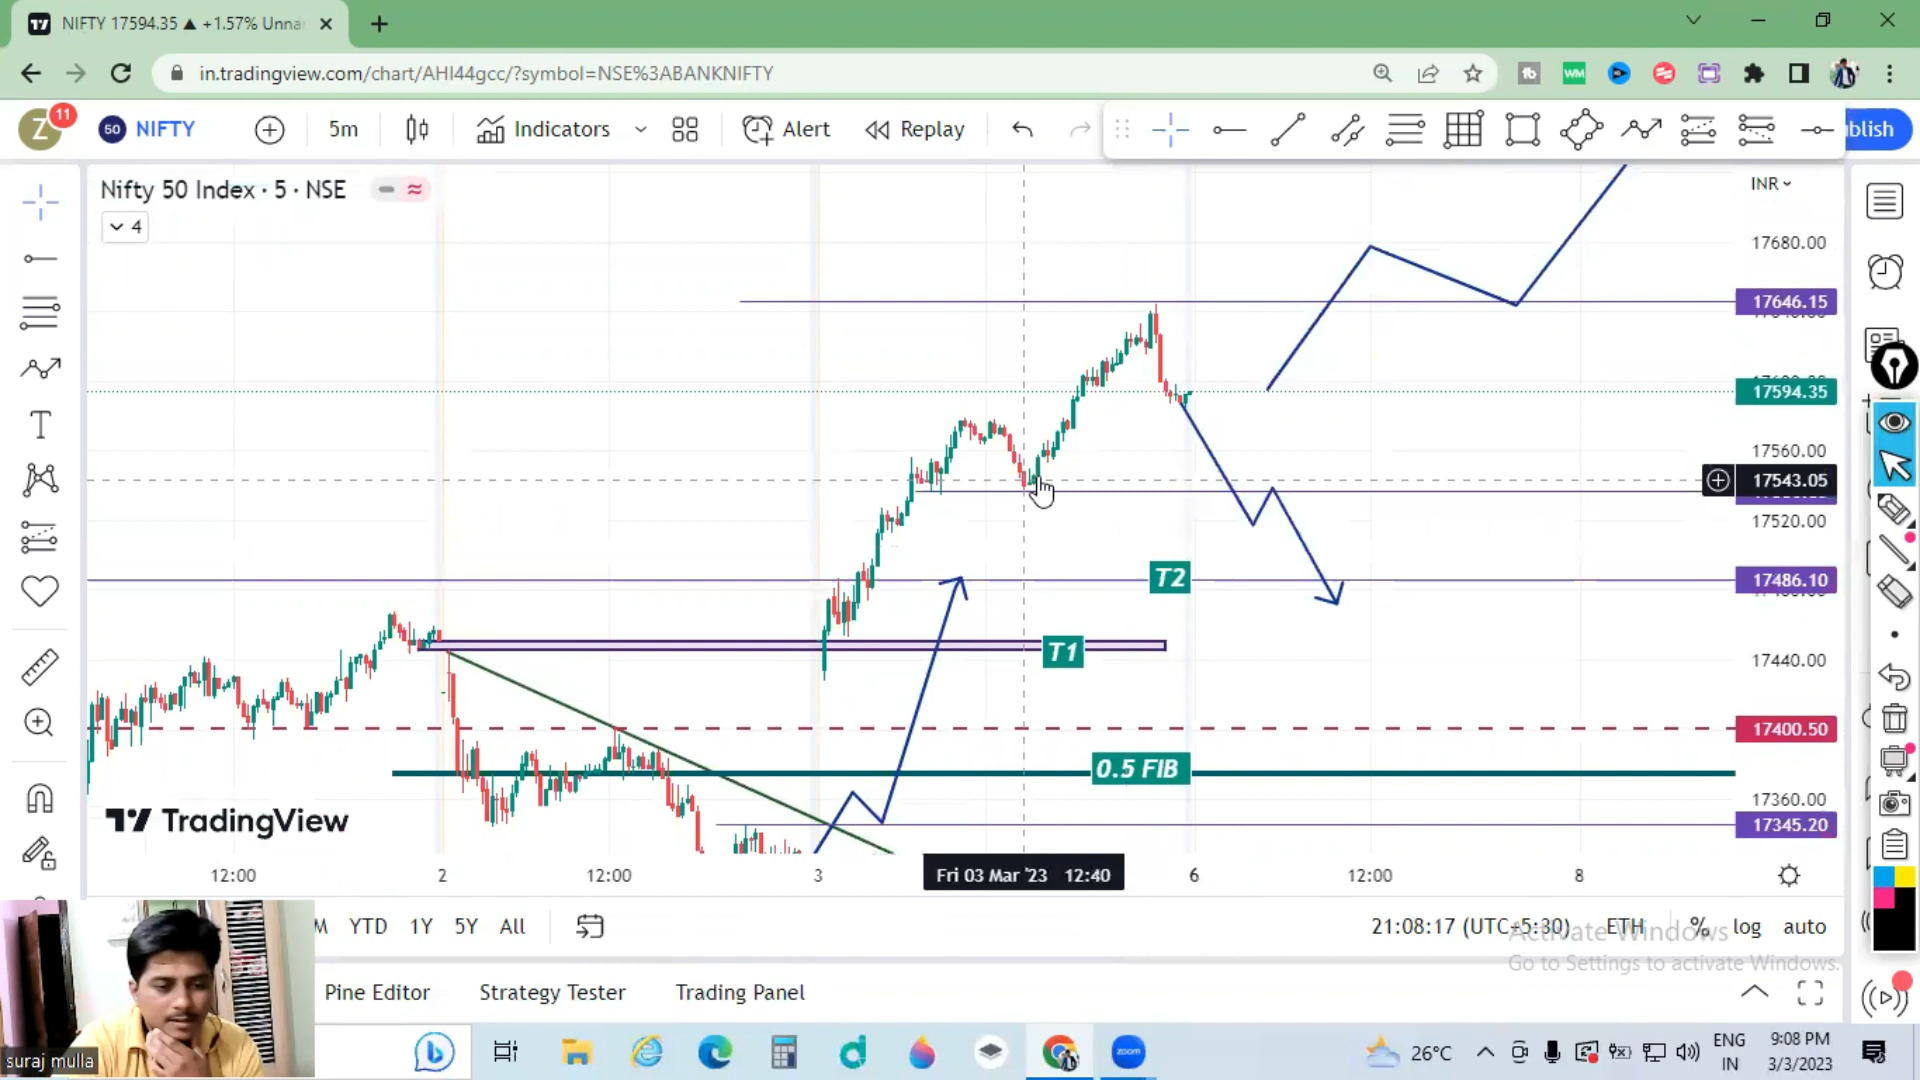 NIFTY 17594.35 ▲ +1.57% Unna
in.tradingview.com/chart/AHI44gcc/?symbol=NSE%3ABANKNIFTY
tb
WM
Z
11
50
NIFTY
5m
Indicators
Alert
Replay
blish
Nifty 50 Index · 5 · NSE
4
INR
17680.00
17646.15
17594.35
17560.00
17543.05
17520.00
T2
17486.10
T1
17440.00
17400.50
0.5 FIB
17360.00
17345.20
TradingView
12:00
2
12:00
3
Fri 03 Mar '23 12:40
6
12:00
8
YTD
1Y
5Y
All
21:08:17 (UTC+5:30)
ETH
%
log
auto
Activate Windows
Go to Settings to activate Windows.
Pine Editor
Strategy Tester
Trading Panel
suraj mulla
zoom
26°C
ENG
IN
9:08 PM
3/3/2023